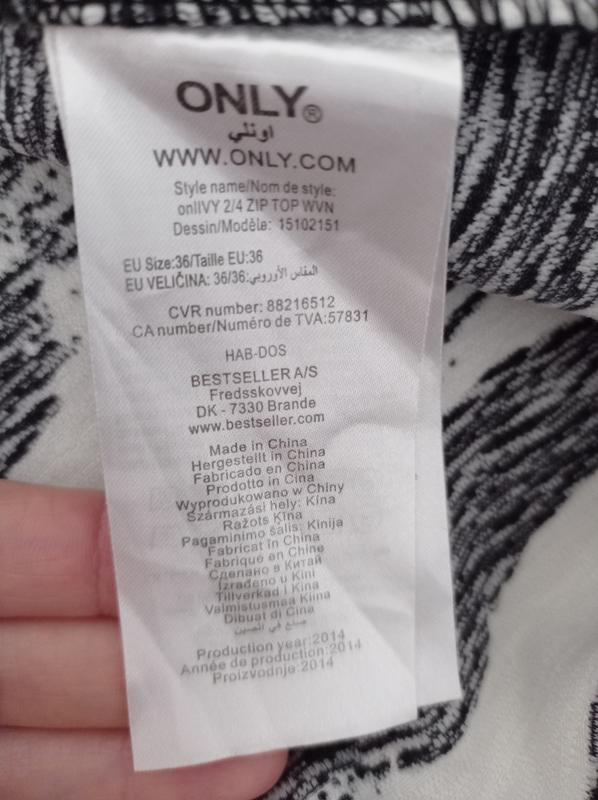 ONLY®
اونلي
WWW.ONLY.COM
Style name/Nom de style:
onlIVY 2/4 ZIP TOP WVN
Dessin/Modèle: 15102151
EU Size:36/Taille EU:36
EU VELIČINA: 36/36:المقاس الأوروبي
CVR number: 88216512
CA number/Numéro de TVA:57831
HAB-DOS
BESTSELLER A/S
Fredsskovvej
DK - 7330 Brande
www.bestseller.com
Made in China
Hergestellt in China
Fabricado en China
Prodotto in Cina
Wyprodukowano w Chiny
Származási hely: Kína
Ražots Ķīna
Pagaminimo šalis: Kinija
Fabricat în China
Fabriqué en Chine
Сделано в Китай
Izrađeno u Kini
Tillverkad i Kina
Valmistusmaa Kiina
Dibuat di Cina
صنع في الصين
Production year:2014
Année de production:2014
Proizvodnje:2014